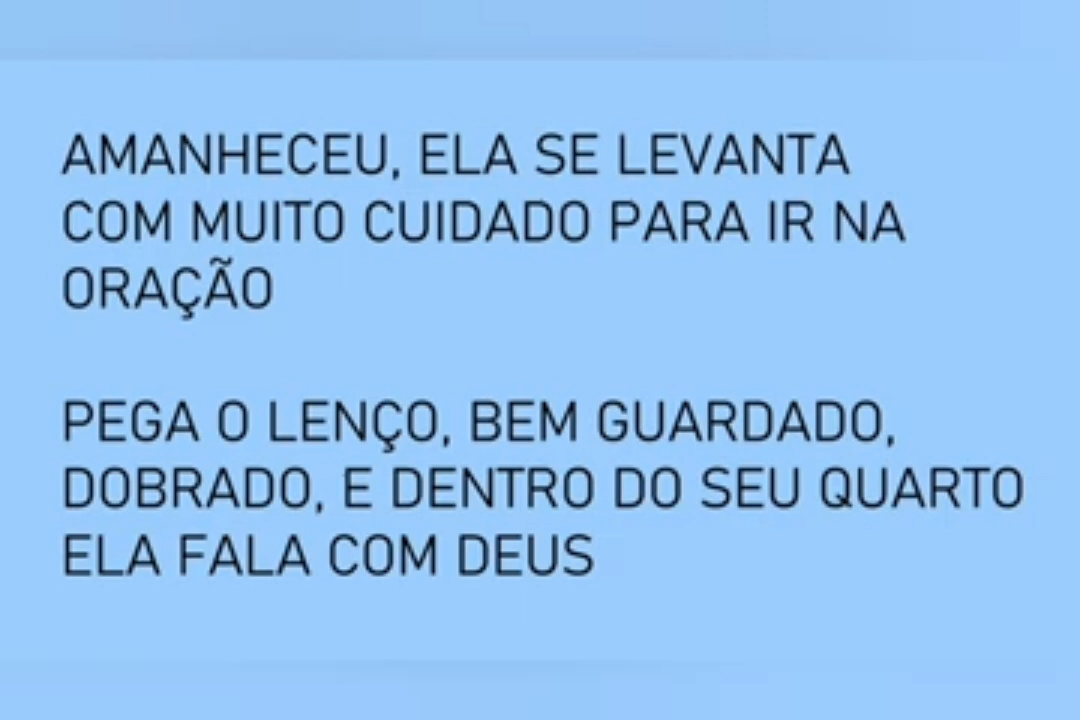 AMANHECEU, ELA SE LEVANTA
COM MUITO CUIDADO PARA IR NA
ORAÇÃO
PEGA O LENÇO, BEM GUARDADO,
DOBRADO, E DENTRO DO SEU QUARTO
ELA FALA COM DEUS